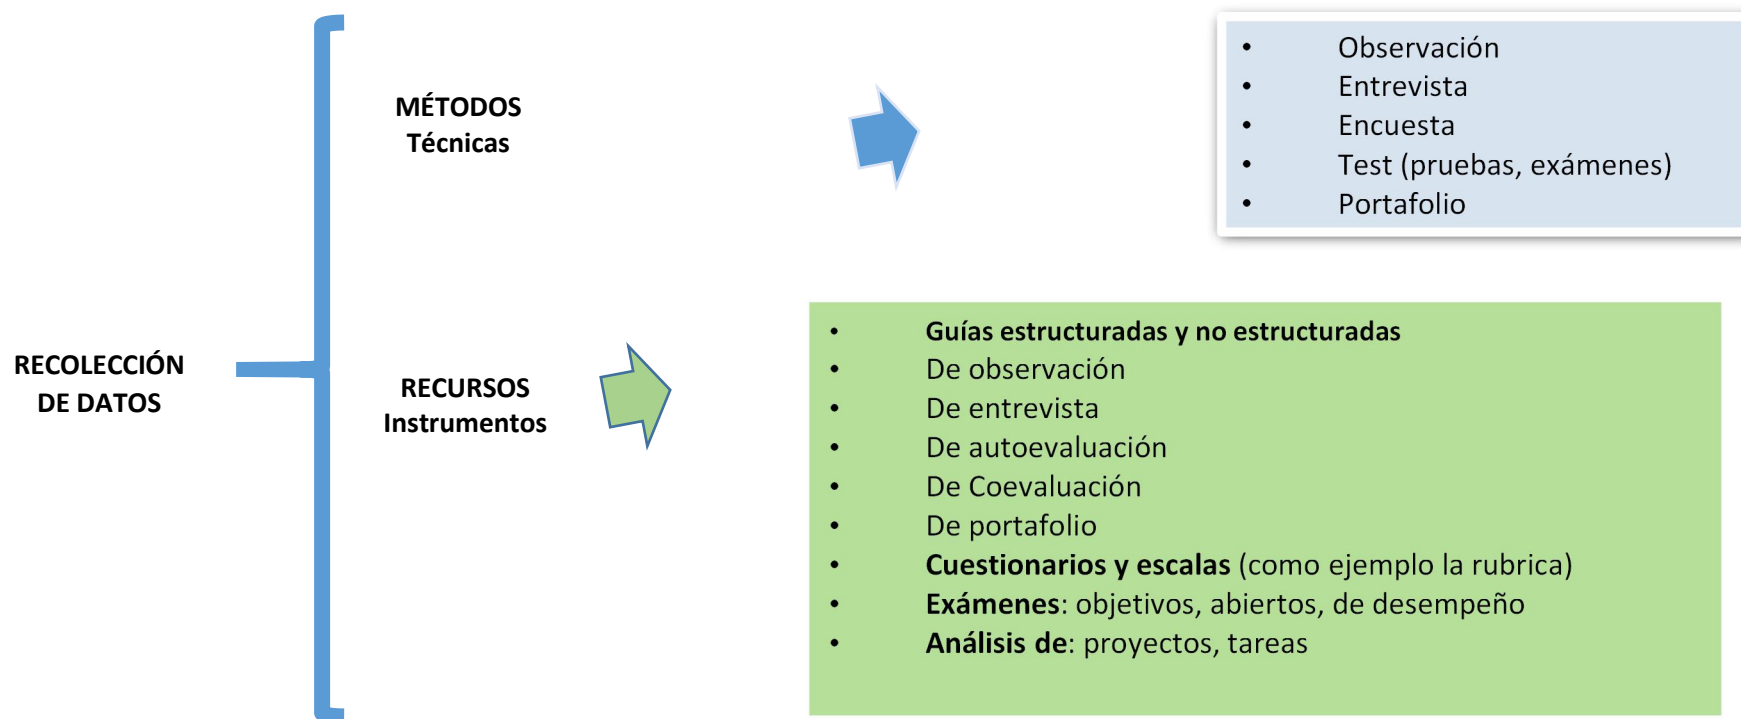 RECOLECCIÓN
DE DATOS
MÉTODOS
Técnicas
• Observación
• Entrevista
• Encuesta
• Test (pruebas, exámenes)
• Portafolio
RECURSOS
Instrumentos
• Guías estructuradas y no estructuradas
• De observación
• De entrevista
• De autoevaluación
• De Coevaluación
• De portafolio
• Cuestionarios y escalas (como ejemplo la rubrica)
• Exámenes: objetivos, abiertos, de desempeño
• Análisis de: proyectos, tareas